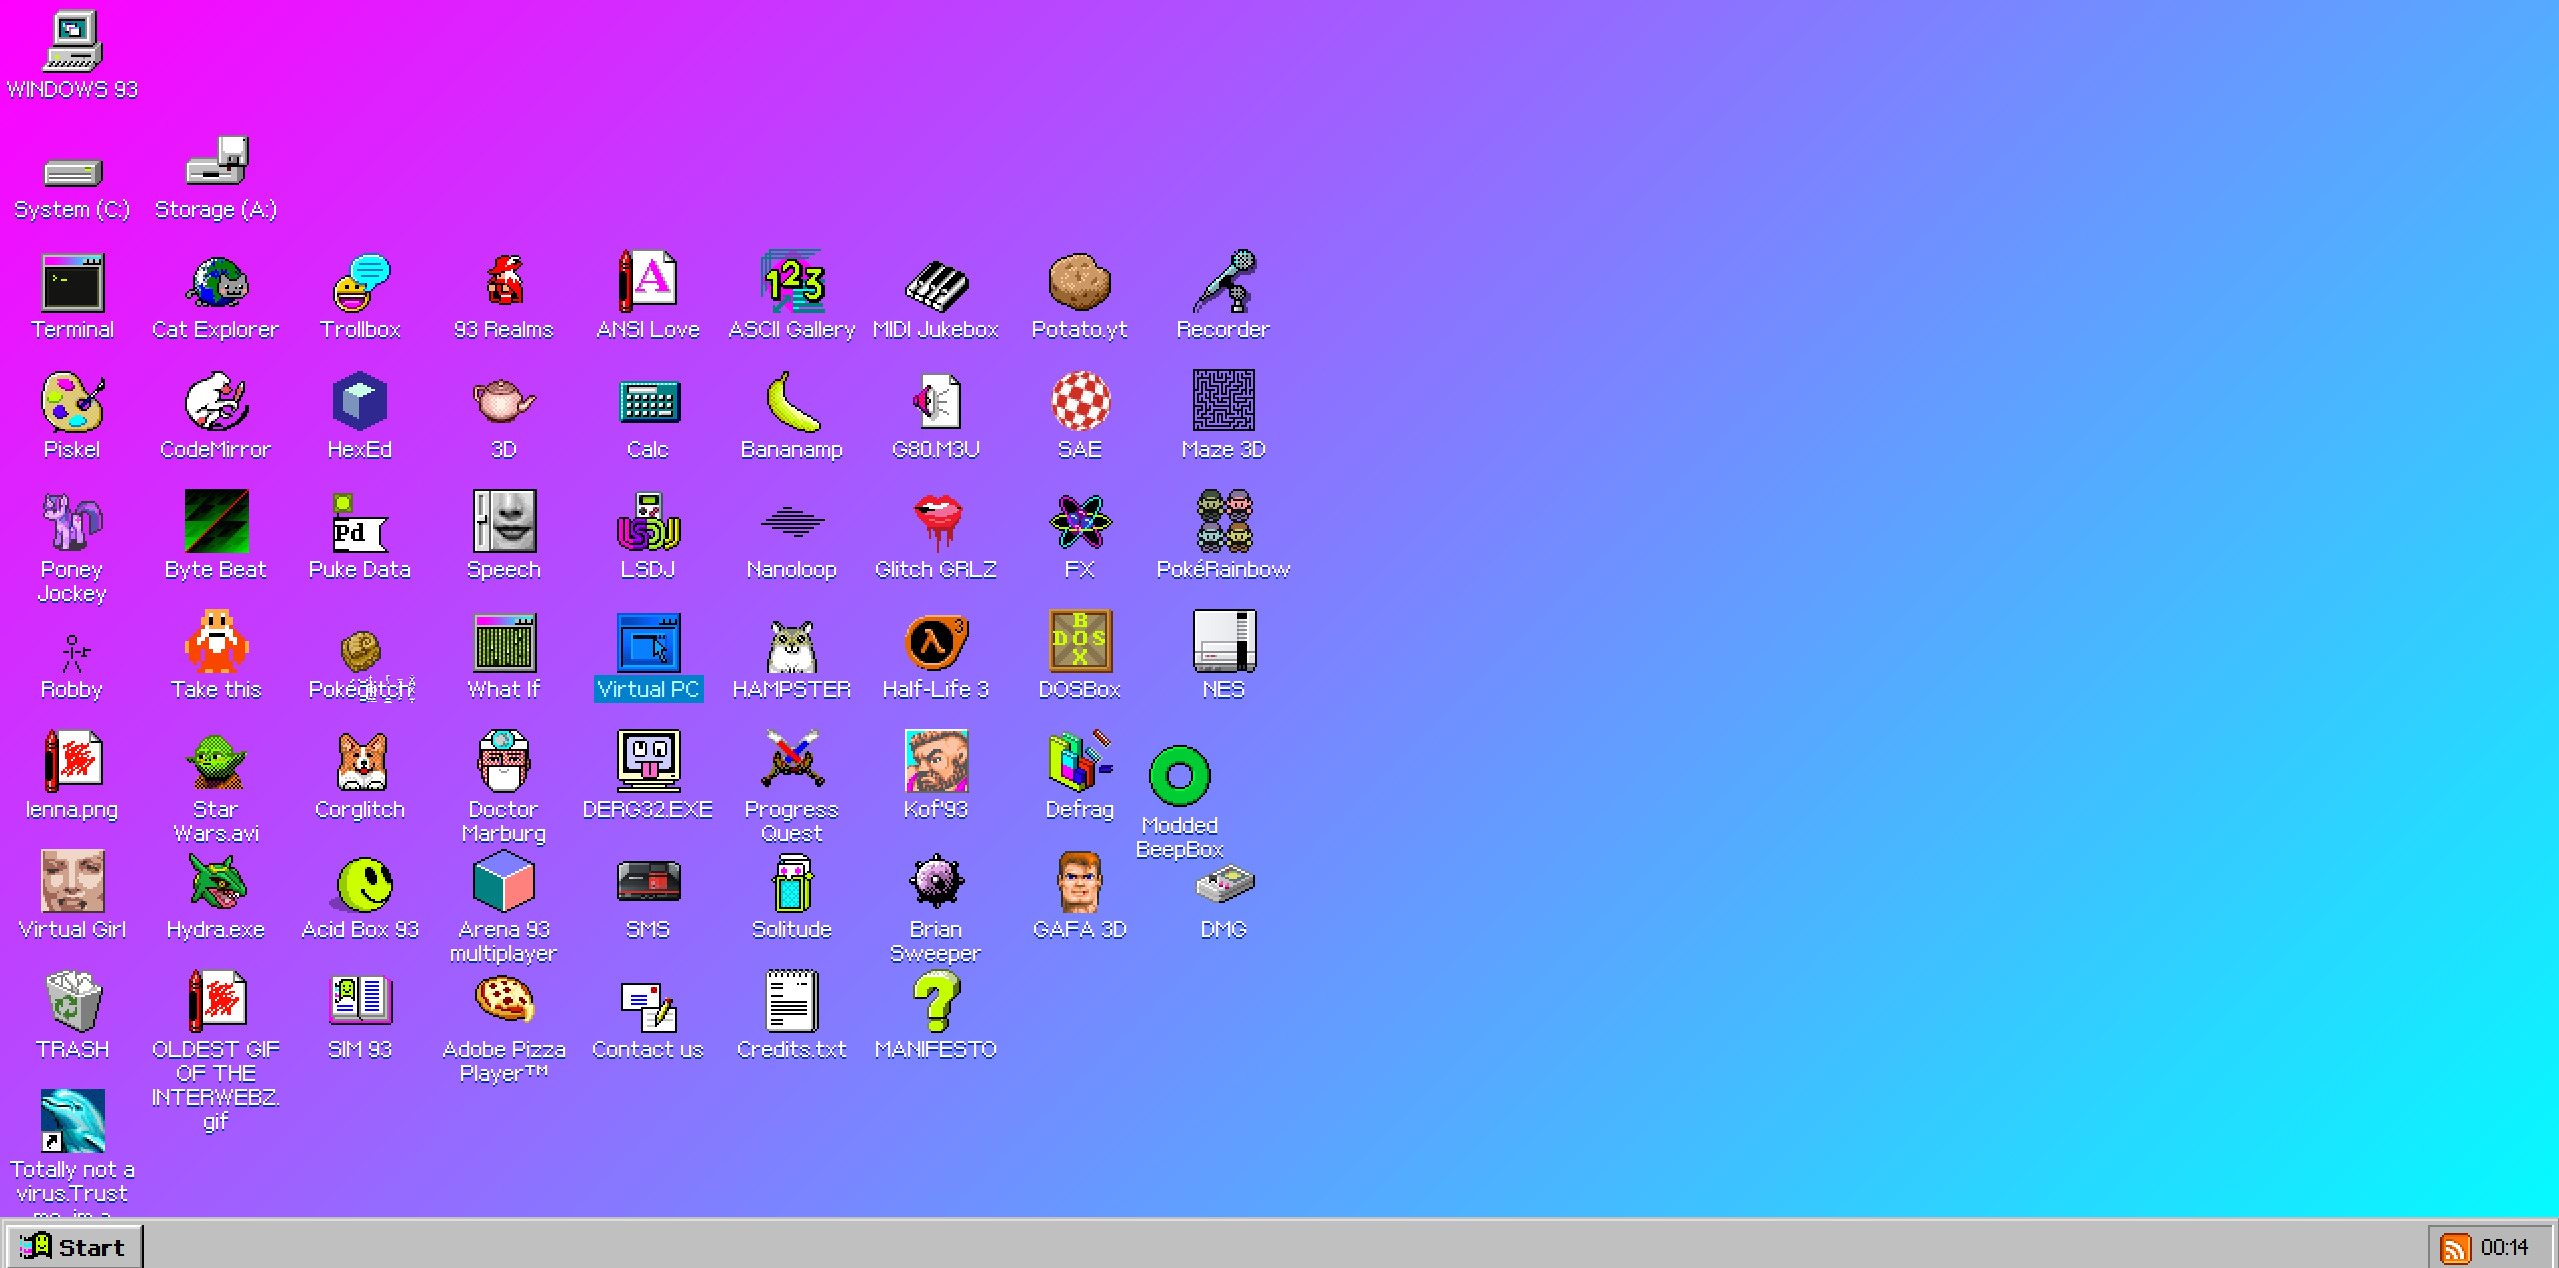 WINDOWS 93
System (C:)
Storage (A:)
Terminal
Cat Explorer
Trollbox
93 Realms
ANSI Love
ASCII Gallery
MIDI Jukebox
Potato.yt
Recorder
A
123
Piskel
CodeMirror
HexEd
3D
Calc
Bananamp
G80.M3U
SAE
Maze 3D
Pd
LSDJ
Poney
Jockey
Byte Beat
Puke Data
Speech
LSDJ
Nanoloop
Glitch GRLZ
FX
PokéRainbow
3
BOX
DOS
Robby
Take this
Pokéglitch
What If
Virtual PC
HAMPSTER
Half-Life 3
DOSBox
NES
lenna.png
Star
Wars.avi
Corglitch
Doctor
Marburg
DERG32.EXE
Progress
Quest
Kof'93
Defrag
Modded
BeepBox
Virtual Girl
Hydra.exe
Acid Box 93
Arena 93
multiplayer
SMS
Solitude
Brian
Sweeper
GAFA 3D
DMG
TRASH
OLDEST GIF
OF THE
INTERWEBZ.
gif
SIM 93
Adobe Pizza
Player™
Contact us
Credits.txt
MANIFESTO
Totally not a
virus.Trust
Start
00:14